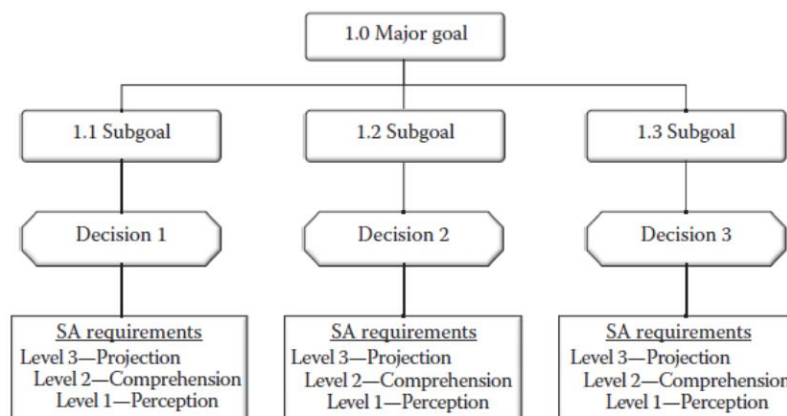 1.0 Major goal
1.1 Subgoal
1.2 Subgoal
1.3 Subgoal
Decision 1
Decision 2
Decision 3
SA requirements
Level 3—Projection
Level 2—Comprehension
Level 1—Perception
SA requirements
Level 3—Projection
Level 2—Comprehension
Level 1—Perception
SA requirements
Level 3—Projection
Level 2—Comprehension
Level 1—Perception